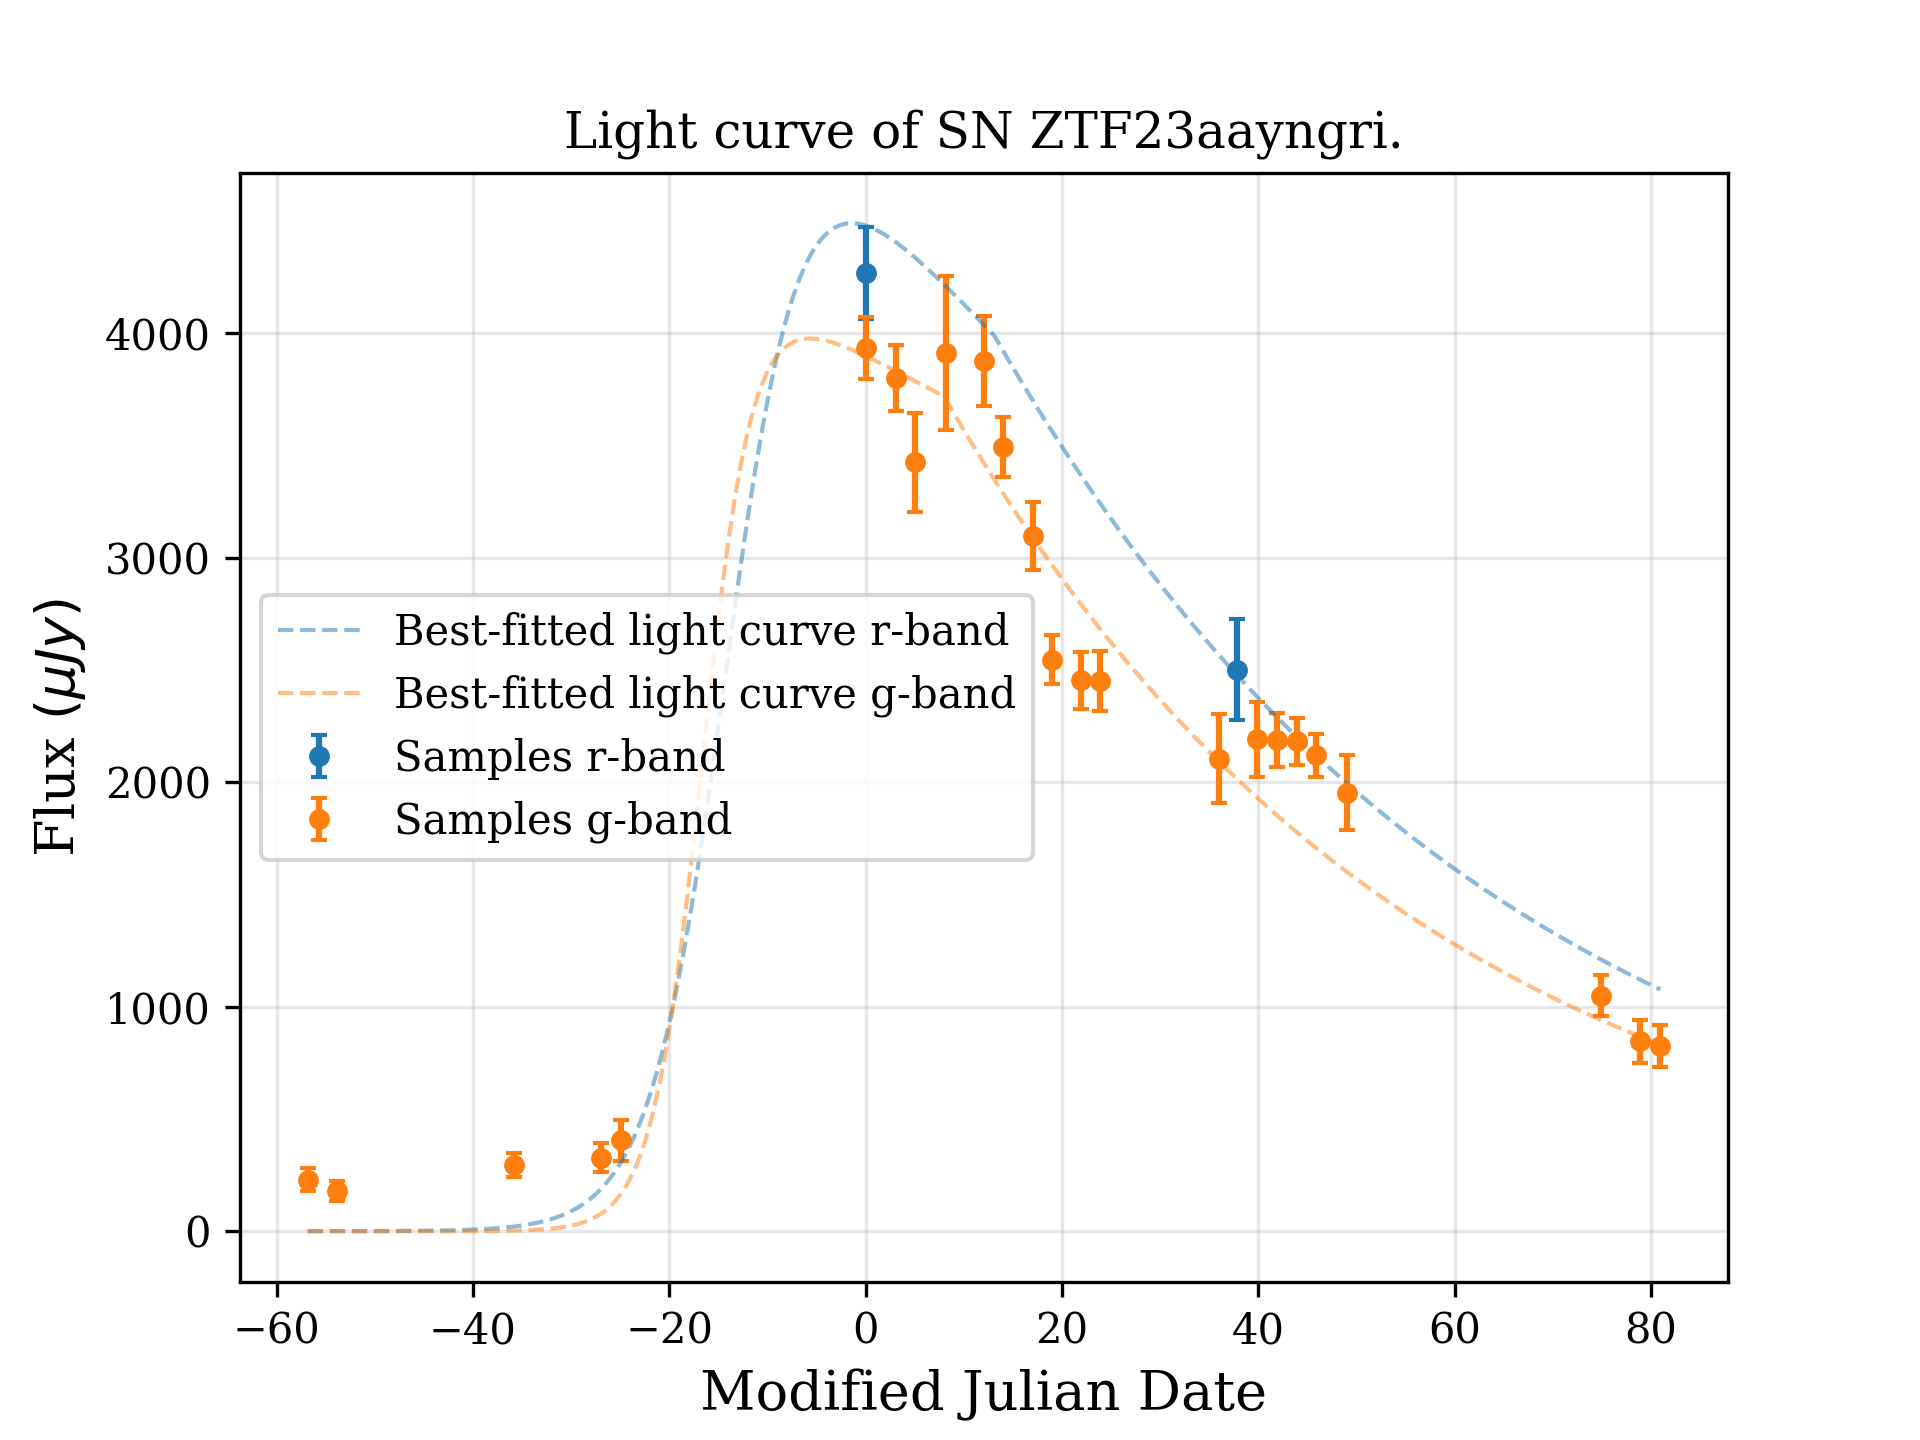 Light curve of SN ZTF23aayngri.
Flux (μJy)
4000
3000
2000
1000
0
Best-fitted light curve r-band
Best-fitted light curve g-band
Samples r-band
Samples g-band
−60 −40 −20 0 20 40 60 80
Modified Julian Date